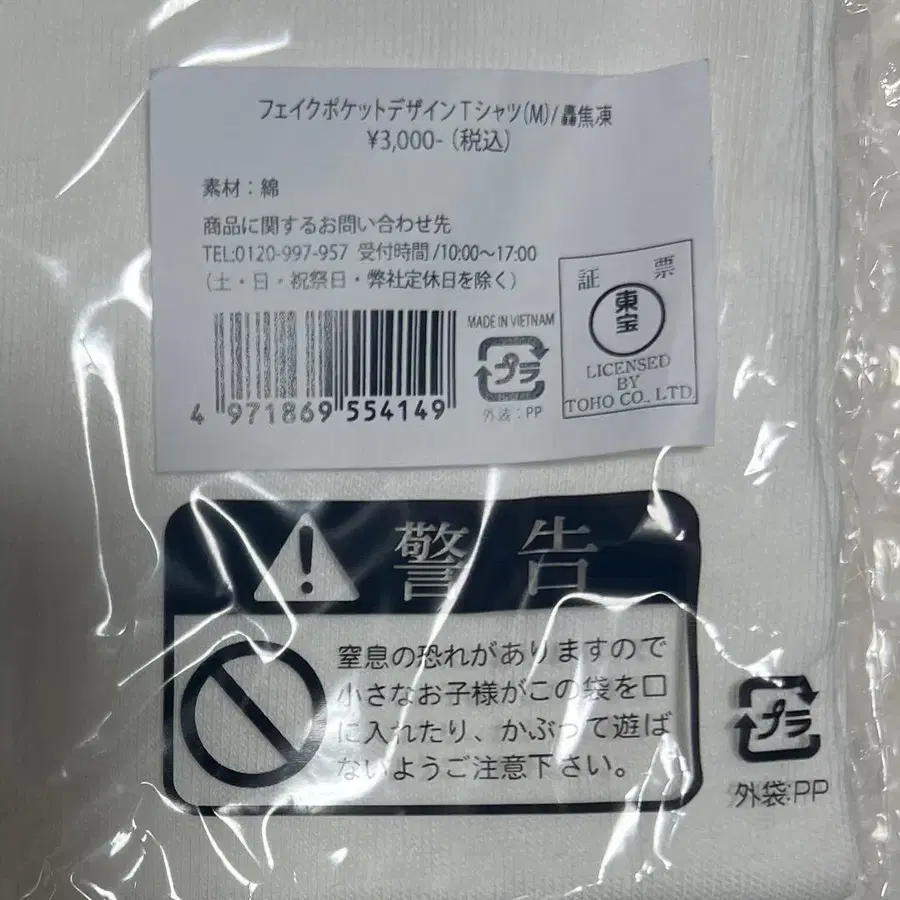 フェイクポケットデザインTシャツ(M)/轟焦凍
¥3,000-（税込）
素材：綿
商品に関するお問い合わせ先
TEL:0120-997-957 受付時間/10:00～17:00
（土・日・祝祭日・弊社定休日を除く）
MADE IN VIETNAM
プラ
外装：PP
証 票
東宝
LICENSED
BY
TOHO CO., LTD.
4 971869 554149
警告
窒息の恐れがありますので
小さなお子様がこの袋を口
に入れたり、かぶって遊ば
ないようご注意下さい。
プラ
外袋:PP